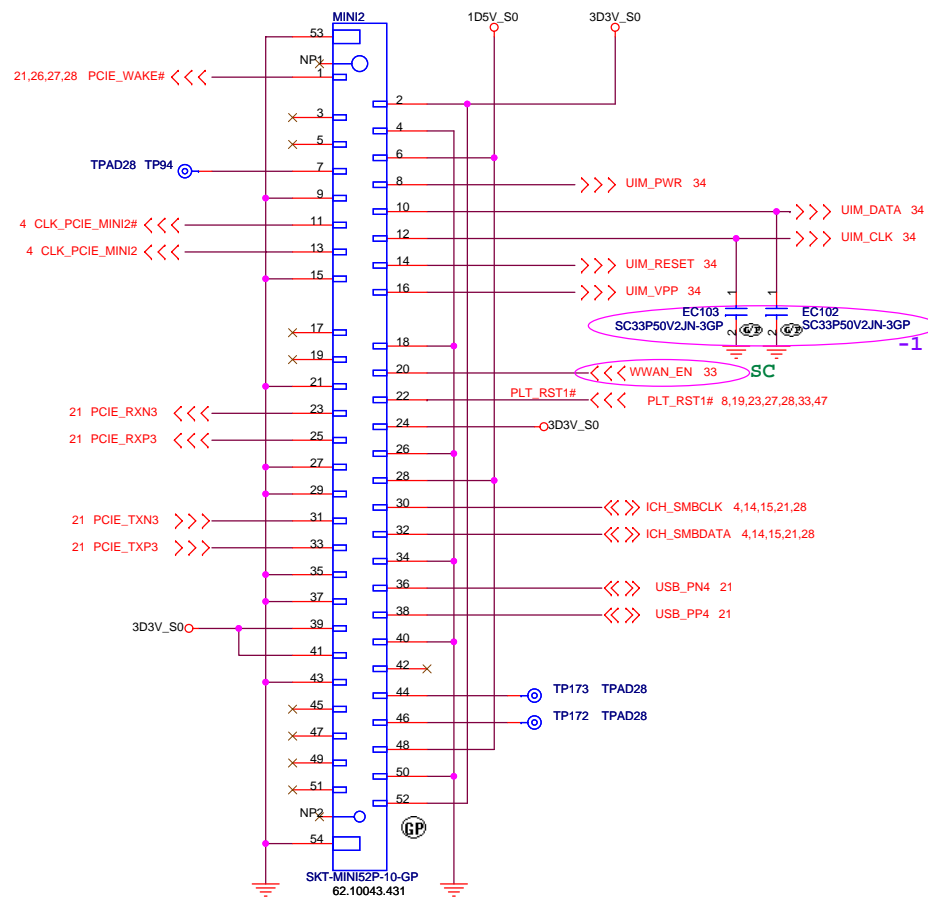 MINI2
1D5V_S0
3D3V_S0
53
NP1
21,26,27,28 PCIE_WAKE#
1
2
3
4
5
6
TPAD28 TP94
7
8
UIM_PWR 34
9
10
UIM_DATA 34
4 CLK_PCIE_MINI2#
11
12
UIM_CLK 34
4 CLK_PCIE_MINI2
13
14
UIM_RESET 34
15
16
UIM_VPP 34
1
1
EC103
SC33P50V2JN-3GP
EC102
SC33P50V2JN-3GP
2
G/P
2
G/P
-1
17
18
19
20
WWAN_EN 33
SC
21
22
PLT_RST1#
PLT_RST1# 8,19,23,27,28,33,47
21 PCIE_RXN3
23
24
3D3V_S0
21 PCIE_RXP3
25
26
27
28
29
30
ICH_SMBCLK 4,14,15,21,28
21 PCIE_TXN3
31
32
ICH_SMBDATA 4,14,15,21,28
21 PCIE_TXP3
33
34
35
36
USB_PN4 21
37
38
USB_PP4 21
3D3V_S0
39
40
41
42
43
44
TP173 TPAD28
45
46
TP172 TPAD28
47
48
49
50
51
52
NP2
GP
54
SKT-MINI52P-10-GP
62.10043.431